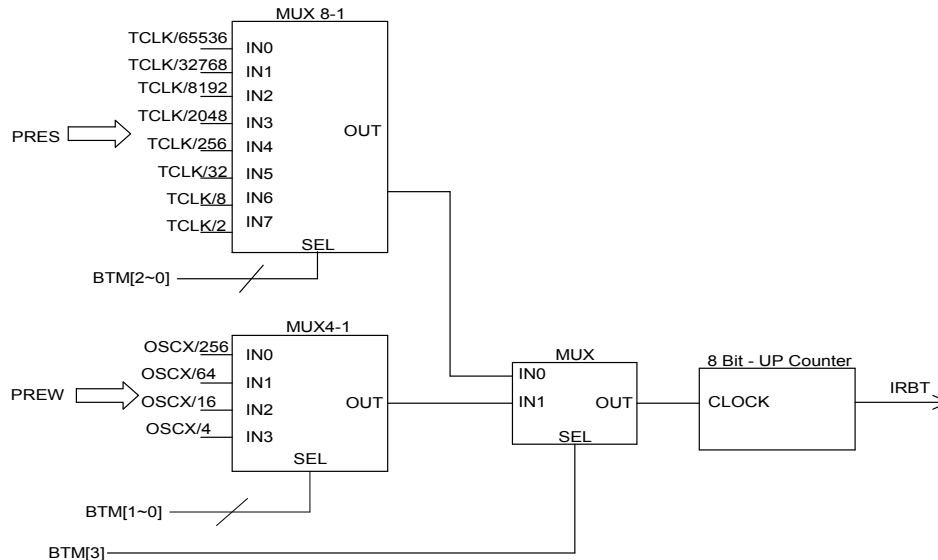 MUX 8-1
TCLK/65536
IN0
TCLK/32768
IN1
TCLK/8192
IN2
TCLK/2048
IN3
OUT
PRES
TCLK/256
IN4
TCLK/32
IN5
TCLK/8
IN6
TCLK/2
IN7
SEL
BTM[2~0]
MUX4-1
OSCX/256
IN0
OSCX/64
IN1
PREW
OSCX/16
IN2
OUT
OSCX/4
IN3
SEL
BTM[1~0]
MUX
IN0
IN1
OUT
SEL
8 Bit - UP Counter
CLOCK
IRBT
BTM[3]